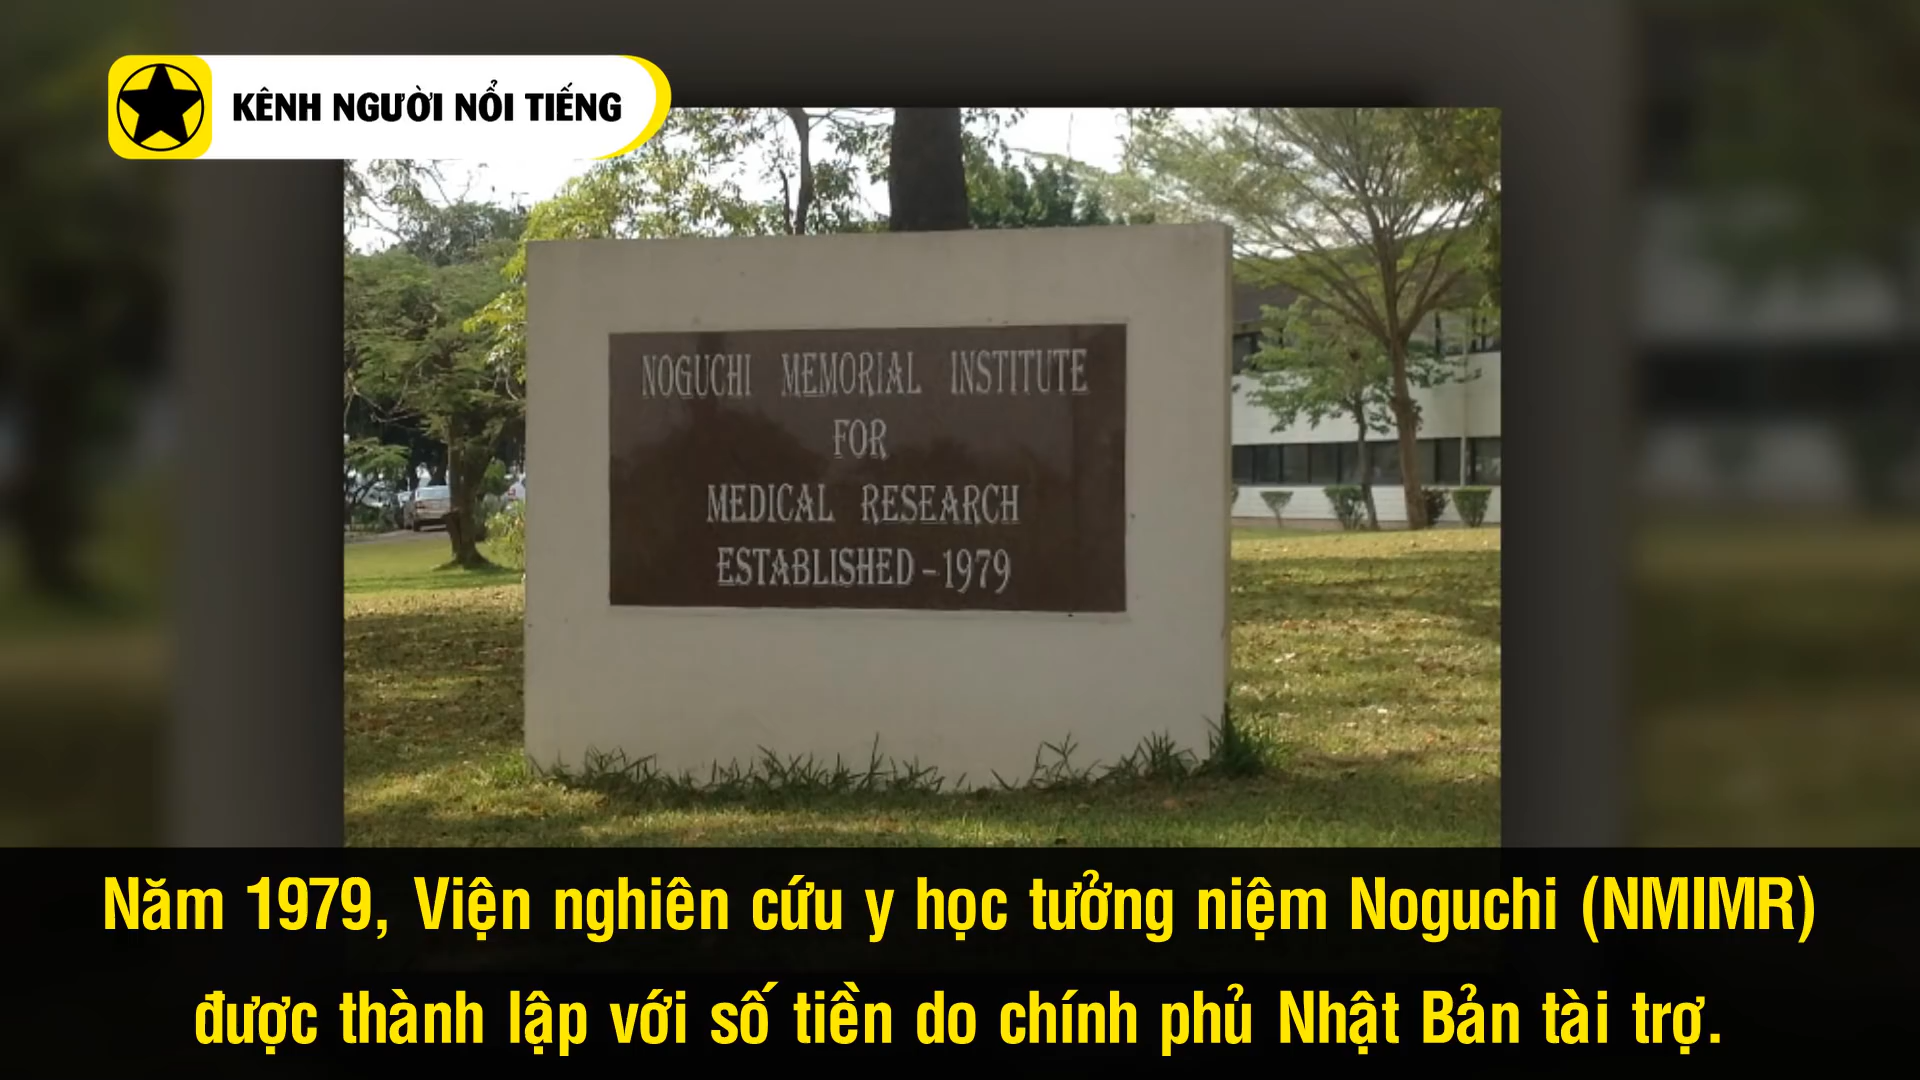 KÊNH NGƯỜI NỔI TIẾNG
NOGUCHI MEMORIAL INSTITUTE
FOR
MEDICAL RESEARCH
ESTABLISHED - 1979
Năm 1979, Viện nghiên cứu y học tưởng niệm Noguchi (NMIMR)
được thành lập với số tiền do chính phủ Nhật Bản tài trợ.